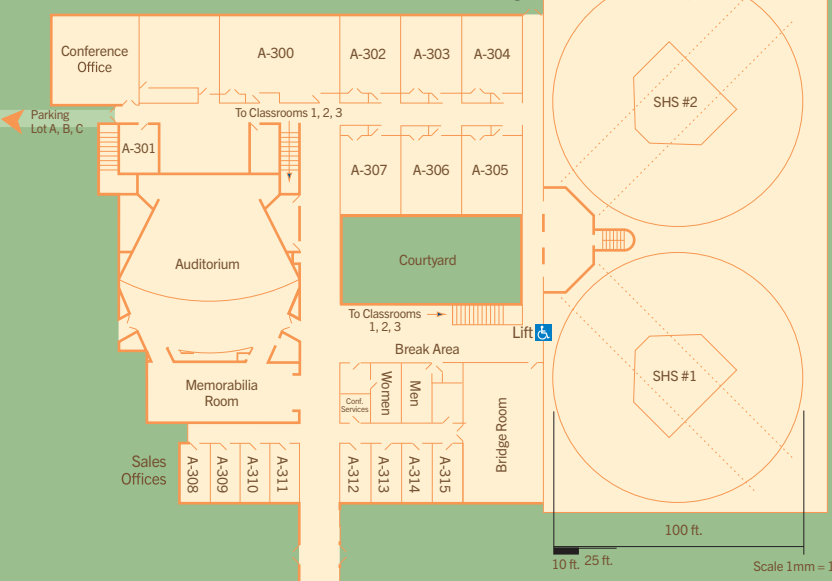 Conference
Office
A-300
A-302
A-303
A-304
SHS #2
Parking
Lot A, B, C
To Classrooms 1, 2, 3
A-301
A-307
A-306
A-305
Auditorium
Courtyard
To Classrooms
1, 2, 3
Lift
Break Area
Memorabilia
Room
Conf.
Services
Women
Men
Bridge Room
SHS #1
Sales
Offices
A-308
A-309
A-310
A-311
A-312
A-313
A-314
A-315
100 ft.
10 ft.
25 ft.
Scale 1mm =